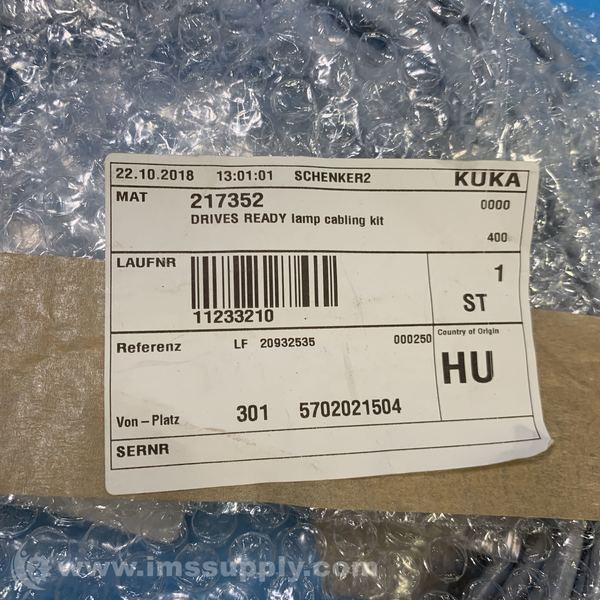 22.10.2018 13:01:01 SCHENKER2 KUKA
MAT 217352 0000
DRIVES READY lamp cabling kit
400
LAUFNR 1
11233210 ST
Referenz LF 20932535 000250 Country of Origin
HU
Von - Platz 301 5702021504
SERNR
www.imssupply.com